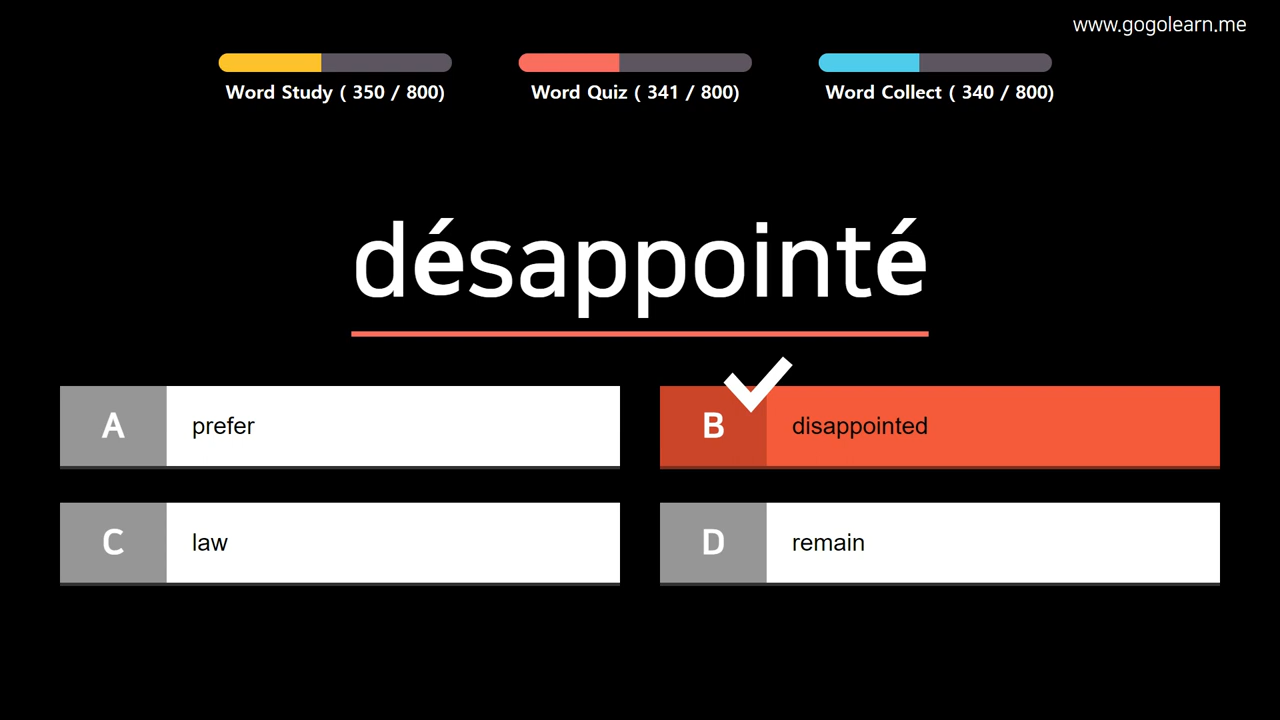 www.gogolearn.me
Word Study ( 350 / 800)
Word Quiz ( 341 / 800)
Word Collect ( 340 / 800)
désappointé
A prefer
B disappointed
C law
D remain